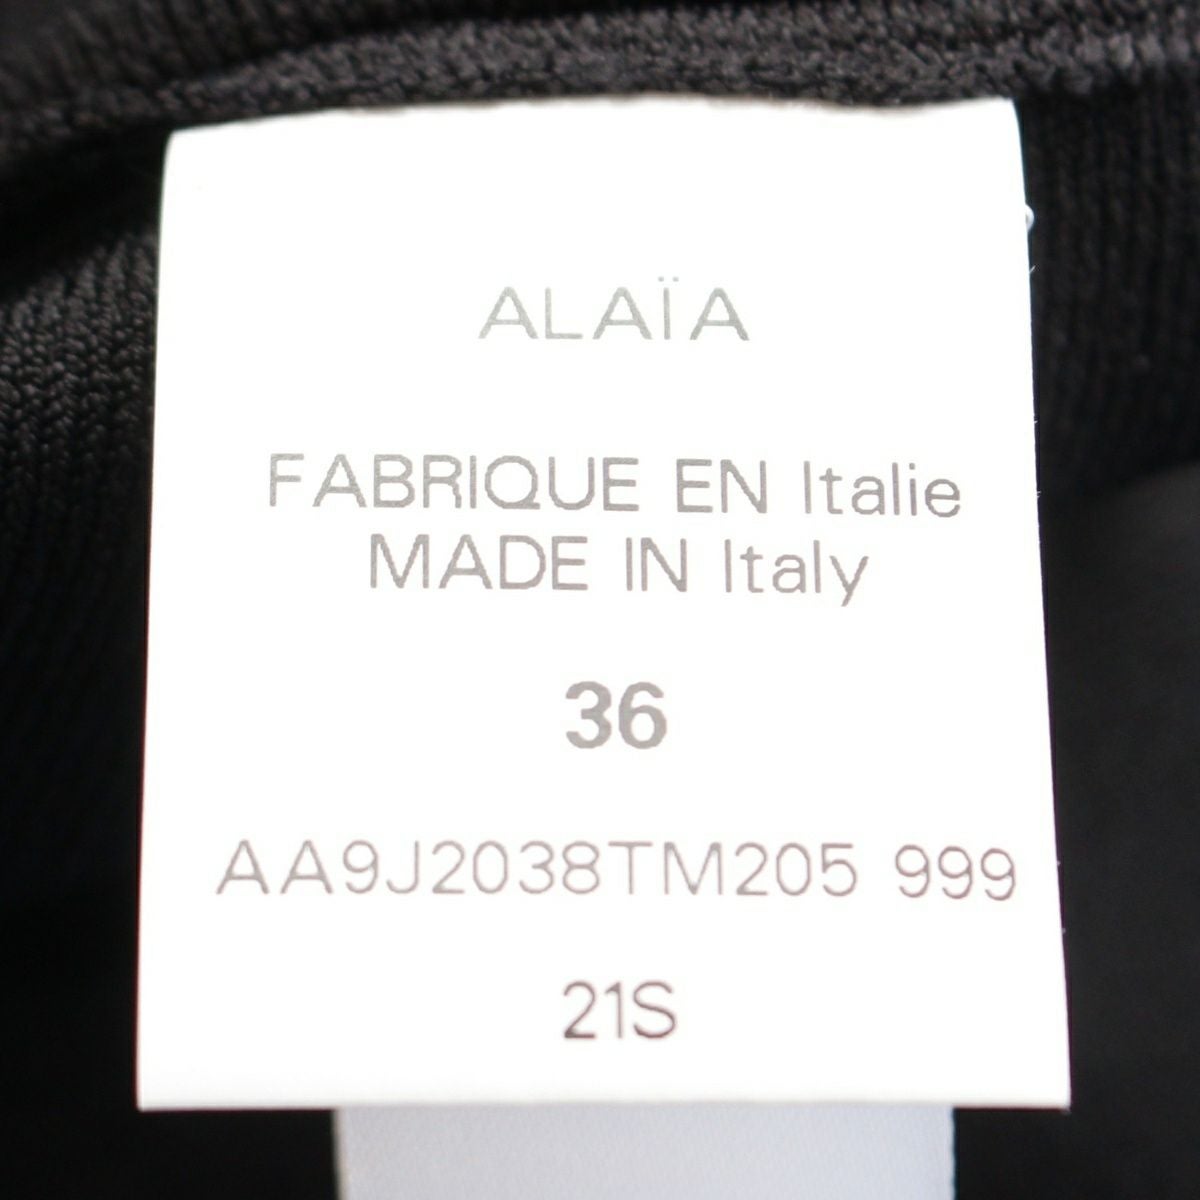 ALAÏA
FABRIQUE EN Italie
MADE IN Italy
36
AA9J2038TM205 999
21S